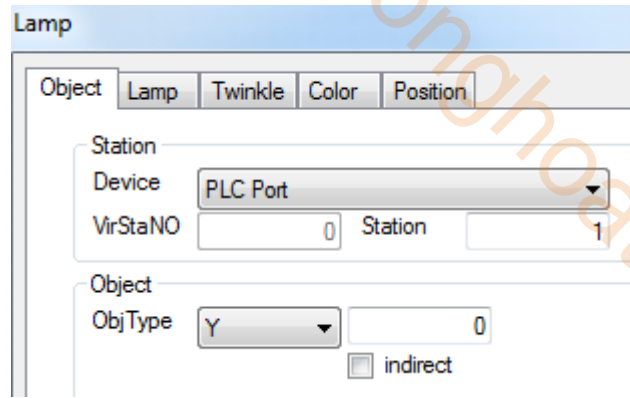 Lamp
Object Lamp Twinkle Color Position
Station
Device PLC Port
VirStaNO 0 Station 1
Object
ObjType Y 0
indirect